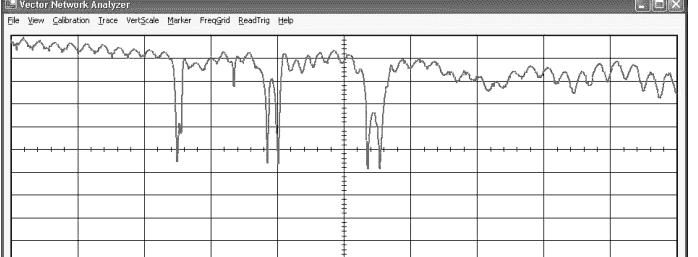 Vector Network Analyzer
File View Calibration Trace VertScale Marker FreqGrid ReadTrig Help